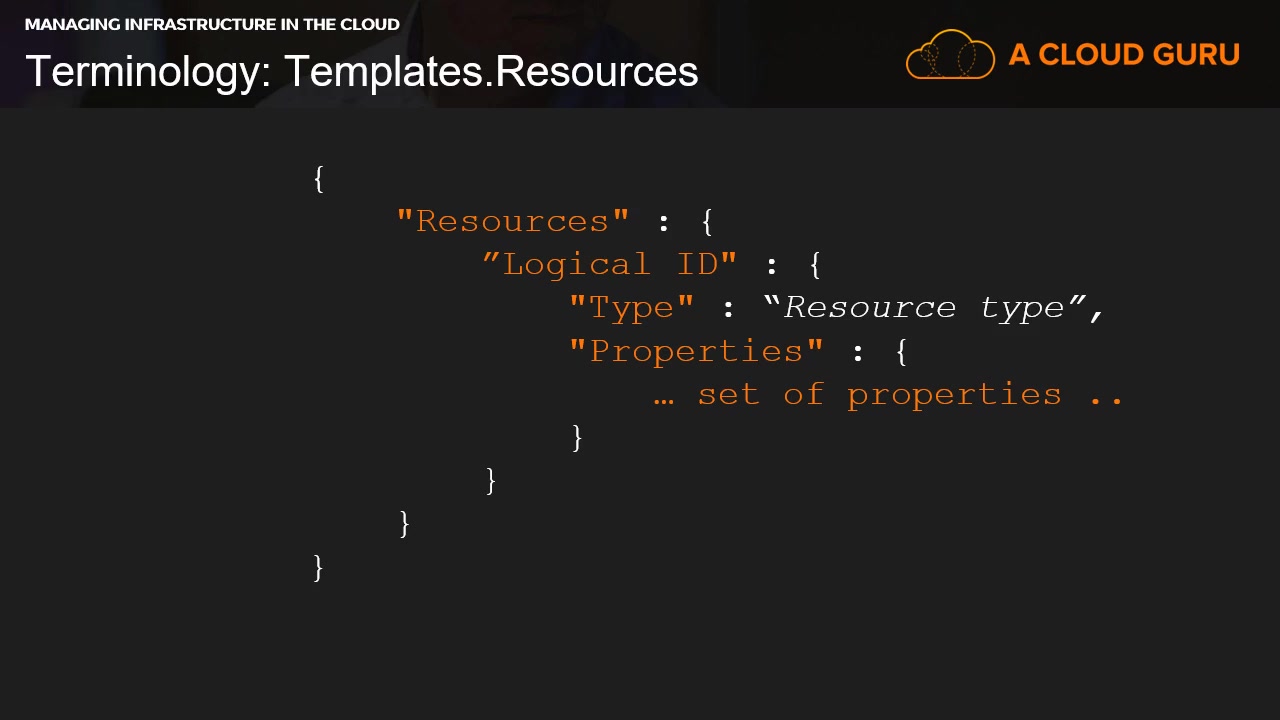 MANAGING INFRASTRUCTURE IN THE CLOUD
Terminology: Templates.Resources
A CLOUD GURU
{
"Resources" : {
”Logical ID" : {
"Type" : “Resource type”,
"Properties" : {
… set of properties ..
}
}
}
}